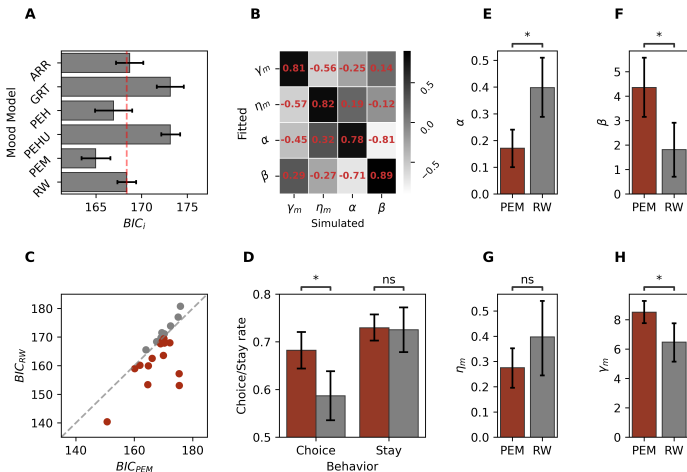 A
Mood Model
ARR
GRT
PEH
PEHU
PEM
RW
165
170
175
BIC_i
B
Fitted
γ_m
η_m
α
β
0.81 -0.56 -0.25 0.14
-0.57 0.82 -0.12
-0.45 0.32 0.78 -0.81
-0.27 -0.71 0.89
γ_m η_m α β
Simulated
0.5
0.0
−0.5
E
*
α
0.5
0.4
0.3
0.2
0.1
0.0
PEM RW
F
*
β
5
4
3
2
1
0
PEM RW
C
BIC_RW
180
170
160
150
140
140 160 180
BIC_PEM
D
* ns
Choice/Stay rate
0.8
0.7
0.6
0.5
Choice Stay
Behavior
G
ns
η_m
0.5
0.4
0.3
0.2
0.1
0.0
PEM RW
H
*
γ_m
8
6
4
2
0
PEM RW